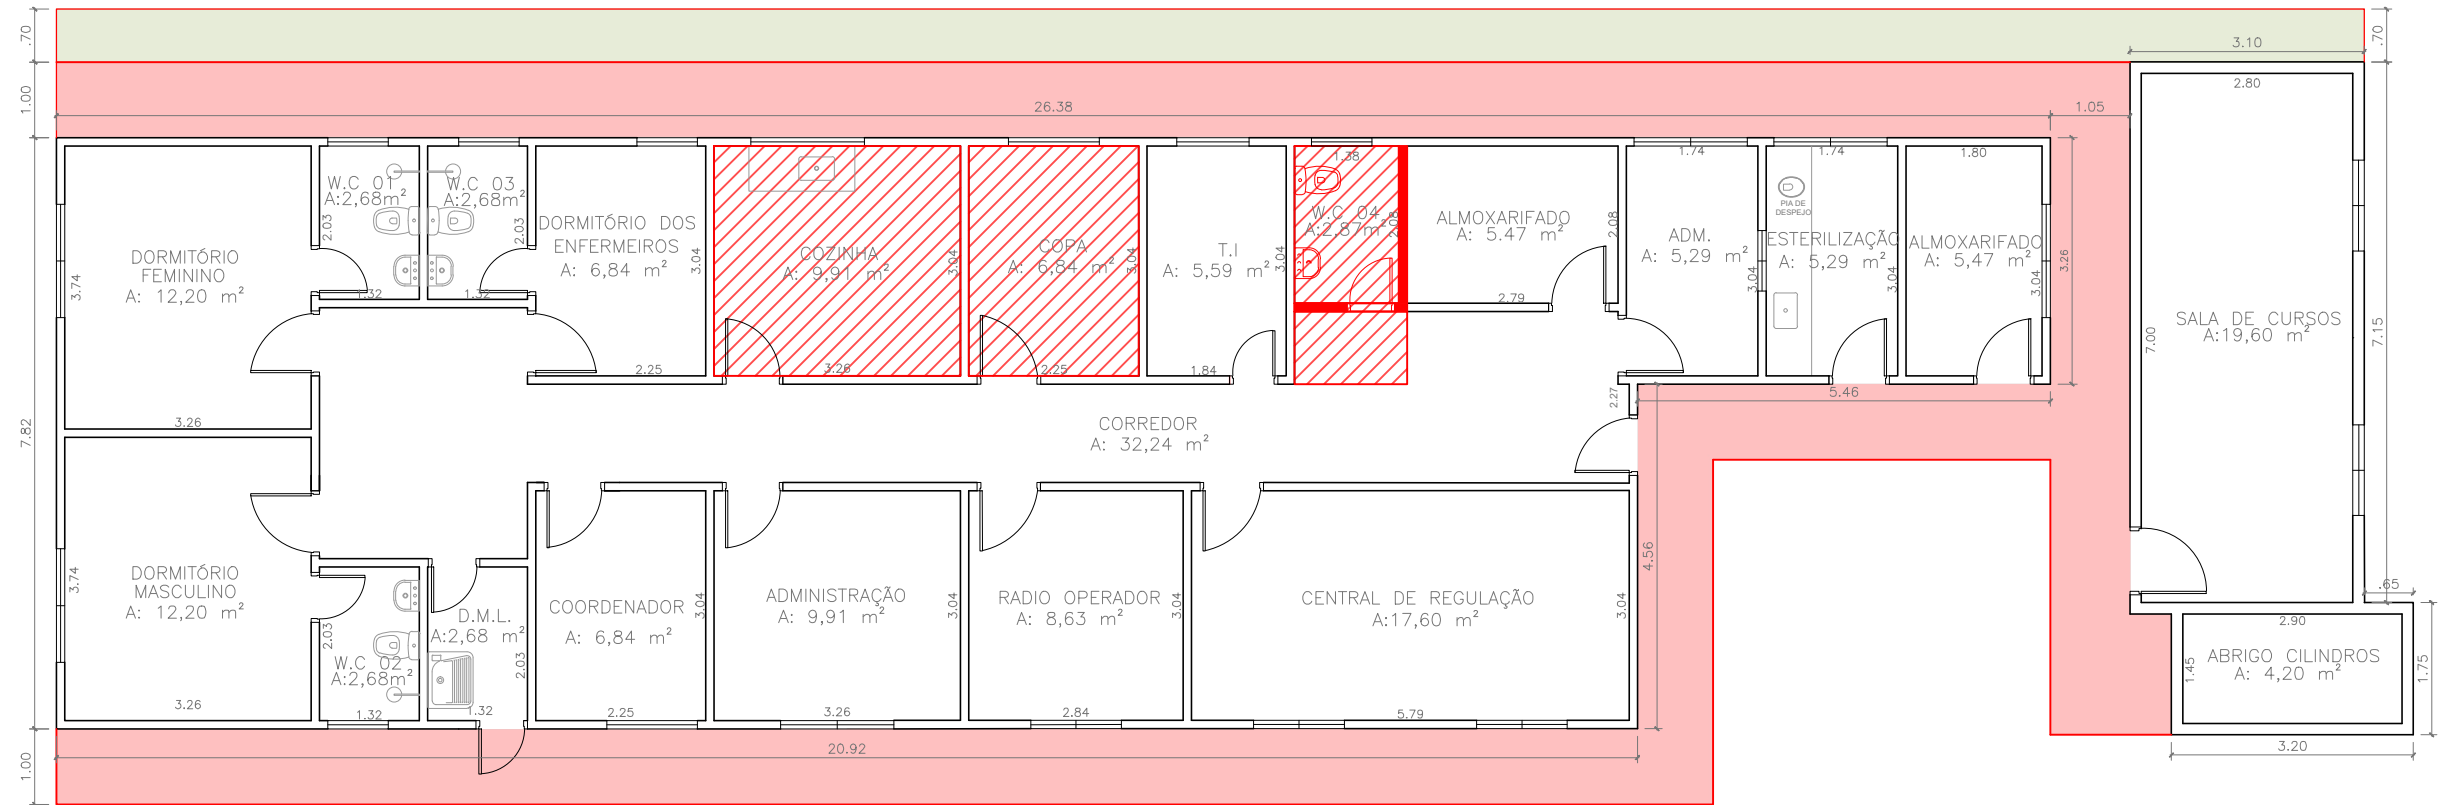 .70
3.10
.70
1.00
26.38
1.05
2.80
1.38
1.74
1.74
1.80
W.C 01
A:2,68m²
2.03
W.C 03
A:2,68m²
2.03
DORMITÓRIO DOS
ENFERMEIROS
A: 6,84 m²
3.04
COZINHA
A: 9,91 m²
3.04
COPA
A: 6,84 m²
3.04
T.I
A: 5,59 m²
3.04
W.C 04
A:2,87m²
2.08
ALMOXARIFADO
A: 5.47 m²
2.08
ADM.
A: 5,29 m²
3.04
PIA DE
DESPEJO
ESTERILIZAÇÃO
A: 5,29 m²
3.04
ALMOXARIFADO
A: 5,47 m²
3.04
3.26
DORMITÓRIO
FEMININO
A: 12,20 m²
3.74
1.32
1.32
2.79
7.00
SALA DE CURSOS
A:19,60 m²
7.15
2.25
3.26
2.25
1.84
2.27
5.46
3.26
7.82
CORREDOR
A: 32,24 m²
4.56
DORMITÓRIO
MASCULINO
A: 12,20 m²
3.74
2.03
W.C 02
A:2,68m²
D.M.L.
A:2,68 m²
2.03
COORDENADOR
A: 6,84 m²
3.04
ADMINISTRAÇÃO
A: 9,91 m²
3.04
RADIO OPERADOR
A: 8,63 m²
3.04
CENTRAL DE REGULAÇÃO
A:17,60 m²
3.04
.65
2.90
ABRIGO CILINDROS
A: 4,20 m²
1.45
1.75
3.26
1.32
1.32
2.25
3.26
2.84
5.79
1.00
20.92
3.20